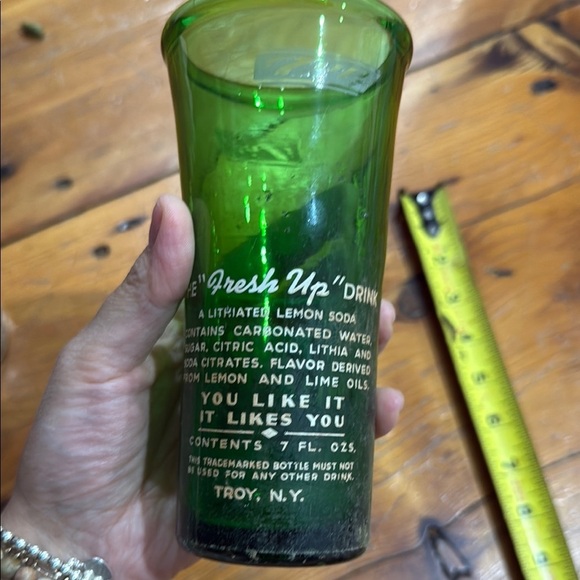 "Fresh Up" DRINK
A LITHIATED LEMON SODA
CONTAINS CARBONATED WATER,
SUGAR, CITRIC ACID, LITHIA AND
SODA CITRATES. FLAVOR DERIVED
FROM LEMON AND LIME OILS.
YOU LIKE IT
IT LIKES YOU
CONTENTS 7 FL. OZS.
THIS TRADEMARKED BOTTLE MUST NOT
BE USED FOR ANY OTHER DRINK.
TROY, N.Y.